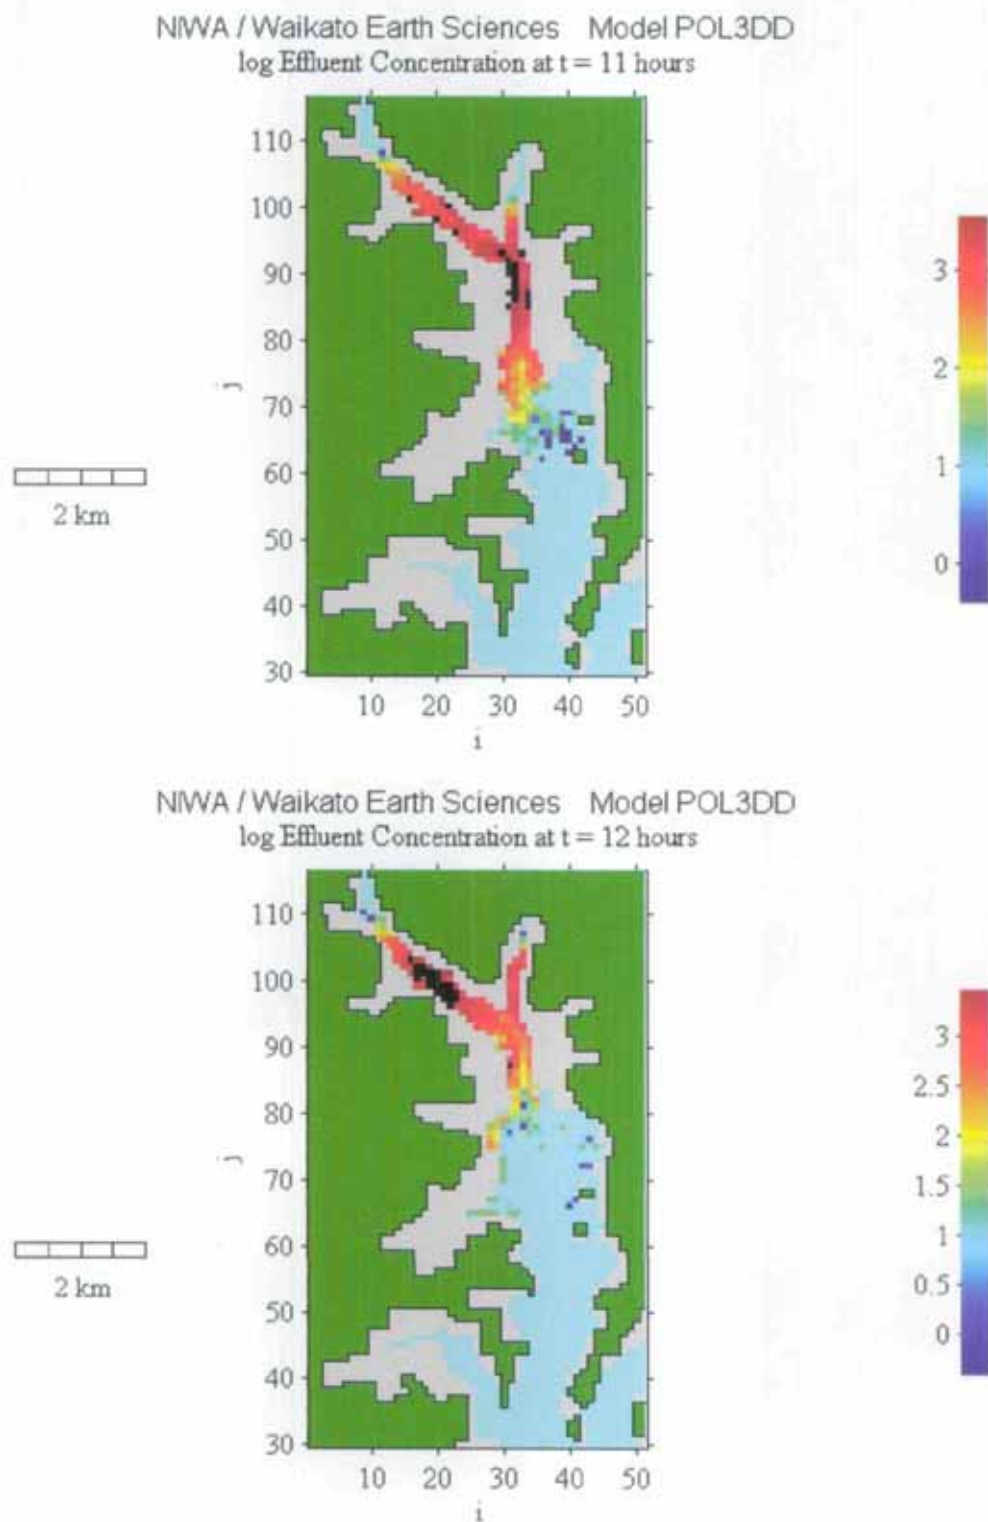 NIWA / Waikato Earth Sciences Model POL3DD
log Effluent Concentration at t = 11 hours
110
100
90
80
70
60
50
40
30
j
10 20 30 40 50
i
2 km
3
2
1
0
NIWA / Waikato Earth Sciences Model POL3DD
log Effluent Concentration at t = 12 hours
110
100
90
80
70
60
50
40
30
j
10 20 30 40 50
i
2 km
3
2.5
2
1.5
1
0.5
0